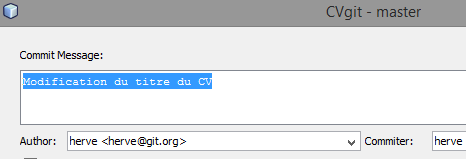 CVgit - master
Commit Message:
Modification du titre du CV
Author: herve <herve@git.org> Commiter: herve